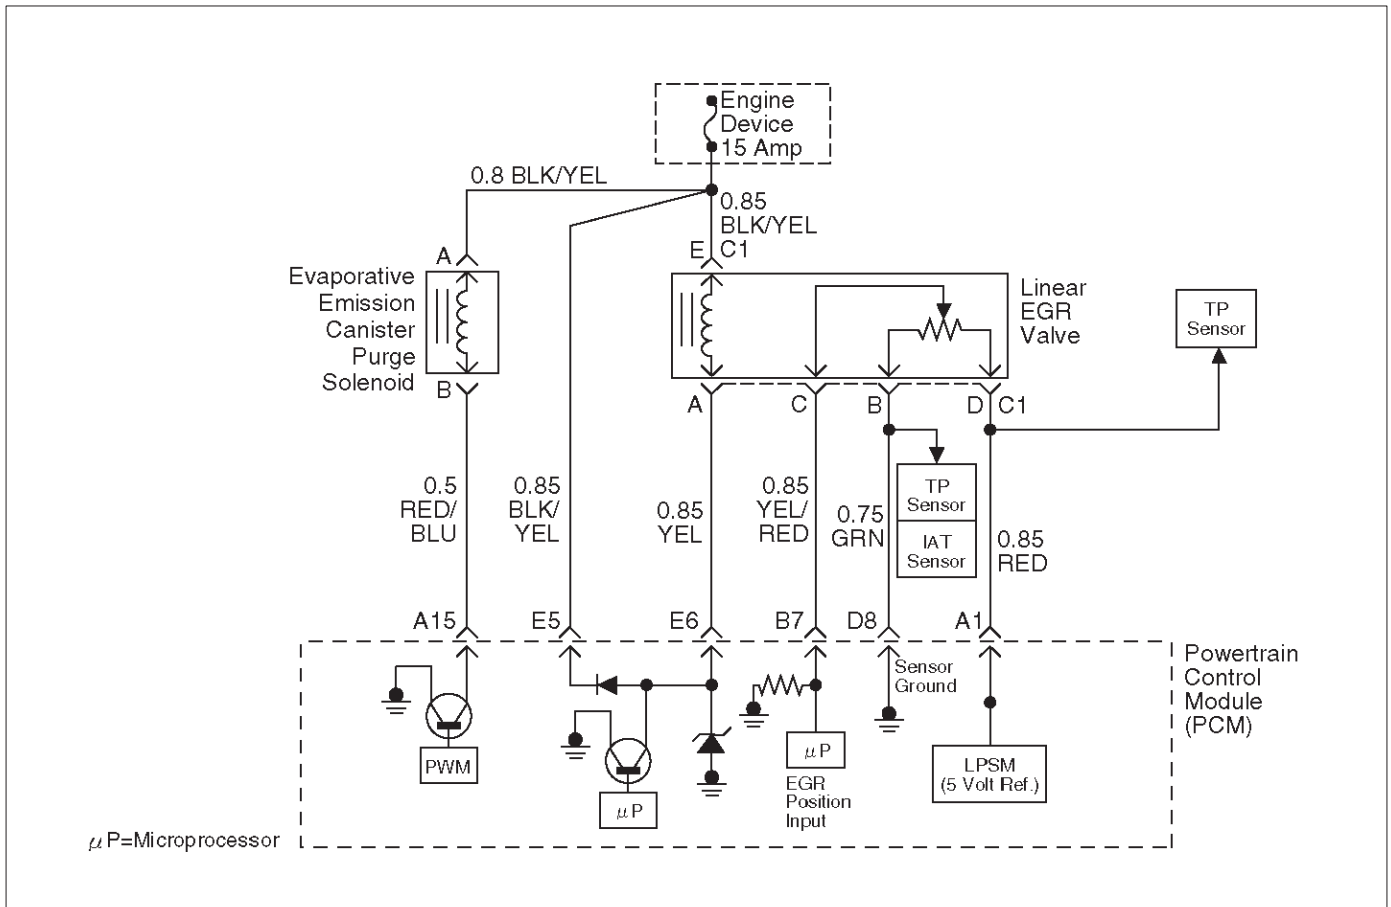 Engine
Device
15 Amp
0.8 BLK/YEL
0.85
BLK/YEL
A
E C1
Evaporative
Emission
Canister
Purge
Solenoid
Linear
EGR
Valve
TP
Sensor
B
A
C
B
D C1
0.5
RED/
BLU
0.85
BLK/
YEL
0.85
YEL
0.85
YEL/
RED
0.75
GRN
TP
Sensor
IAT
Sensor
0.85
RED
A15
E5
E6
B7
D8
A1
Sensor
Ground
Powertrain
Control
Module
(PCM)
PWM
μP
μP
EGR
Position
Input
LPSM
(5 Volt Ref.)
μP=Microprocessor